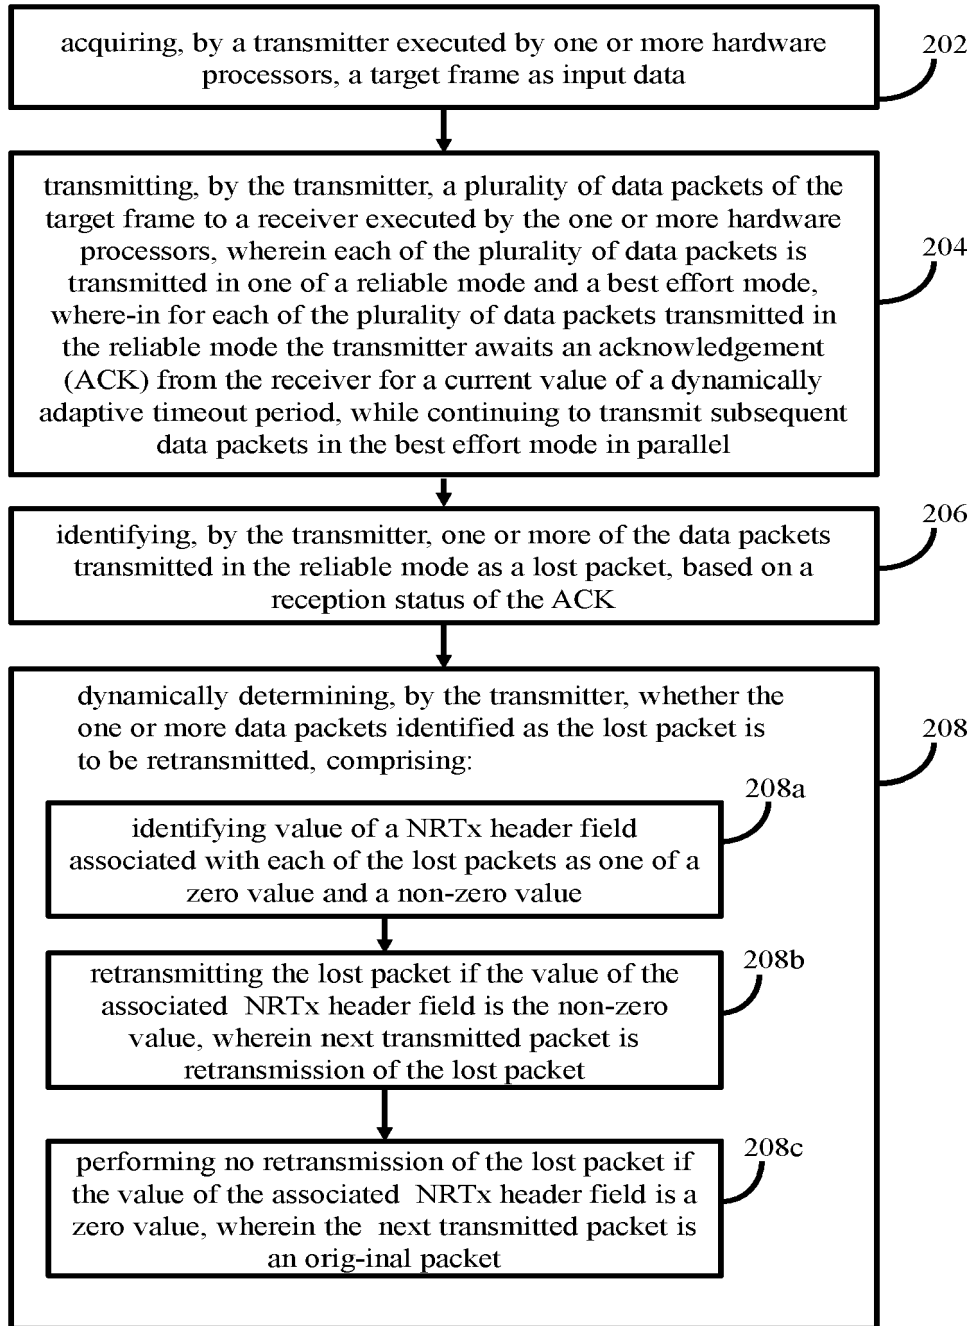 acquiring, by a transmitter executed by one or more hardware
processors, a target frame as input data
202
transmitting, by the transmitter, a plurality of data packets of the
target frame to a receiver executed by the one or more hardware
processors, wherein each of the plurality of data packets is
transmitted in one of a reliable mode and a best effort mode,
where-in for each of the plurality of data packets transmitted in
the reliable mode the transmitter awaits an acknowledgement
(ACK) from the receiver for a current value of a dynamically
adaptive timeout period, while continuing to transmit subsequent
data packets in the best effort mode in parallel
204
identifying, by the transmitter, one or more of the data packets
transmitted in the reliable mode as a lost packet, based on a
reception status of the ACK
206
dynamically determining, by the transmitter, whether the
one or more data packets identified as the lost packet is
to be retransmitted, comprising:
208
208a
identifying value of a NRTx header field
associated with each of the lost packets as one of a
zero value and a non-zero value
208b
retransmitting the lost packet if the value of the
associated NRTx header field is the non-zero
value, wherein next transmitted packet is
retransmission of the lost packet
208c
performing no retransmission of the lost packet if
the value of the associated NRTx header field is a
zero value, wherein the next transmitted packet is
an orig-inal packet